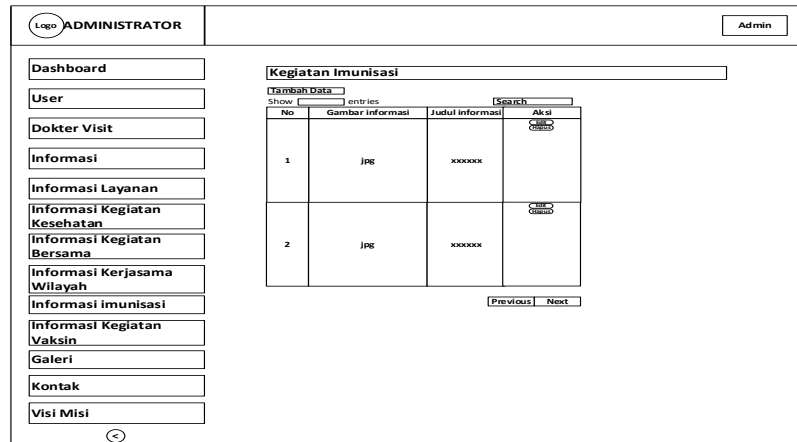 Logo ADMINISTRATOR
Admin
Dashboard
User
Dokter Visit
Informasi
Informasi Layanan
Informasi Kegiatan
Kesehatan
Informasi Kegiatan
Bersama
Informasi Kerjasama
Wilayah
Informasi imunisasi
InformasI Kegiatan
Vaksin
Galeri
Kontak
Visi Misi
<
Kegiatan Imunisasi
Tambah Data
Show entries Search
No Gambar informasi Judul informasi Aksi
Edit
Hapus
1 jpg xxxxxx
Edit
Hapus
2 jpg xxxxxx
Previous Next